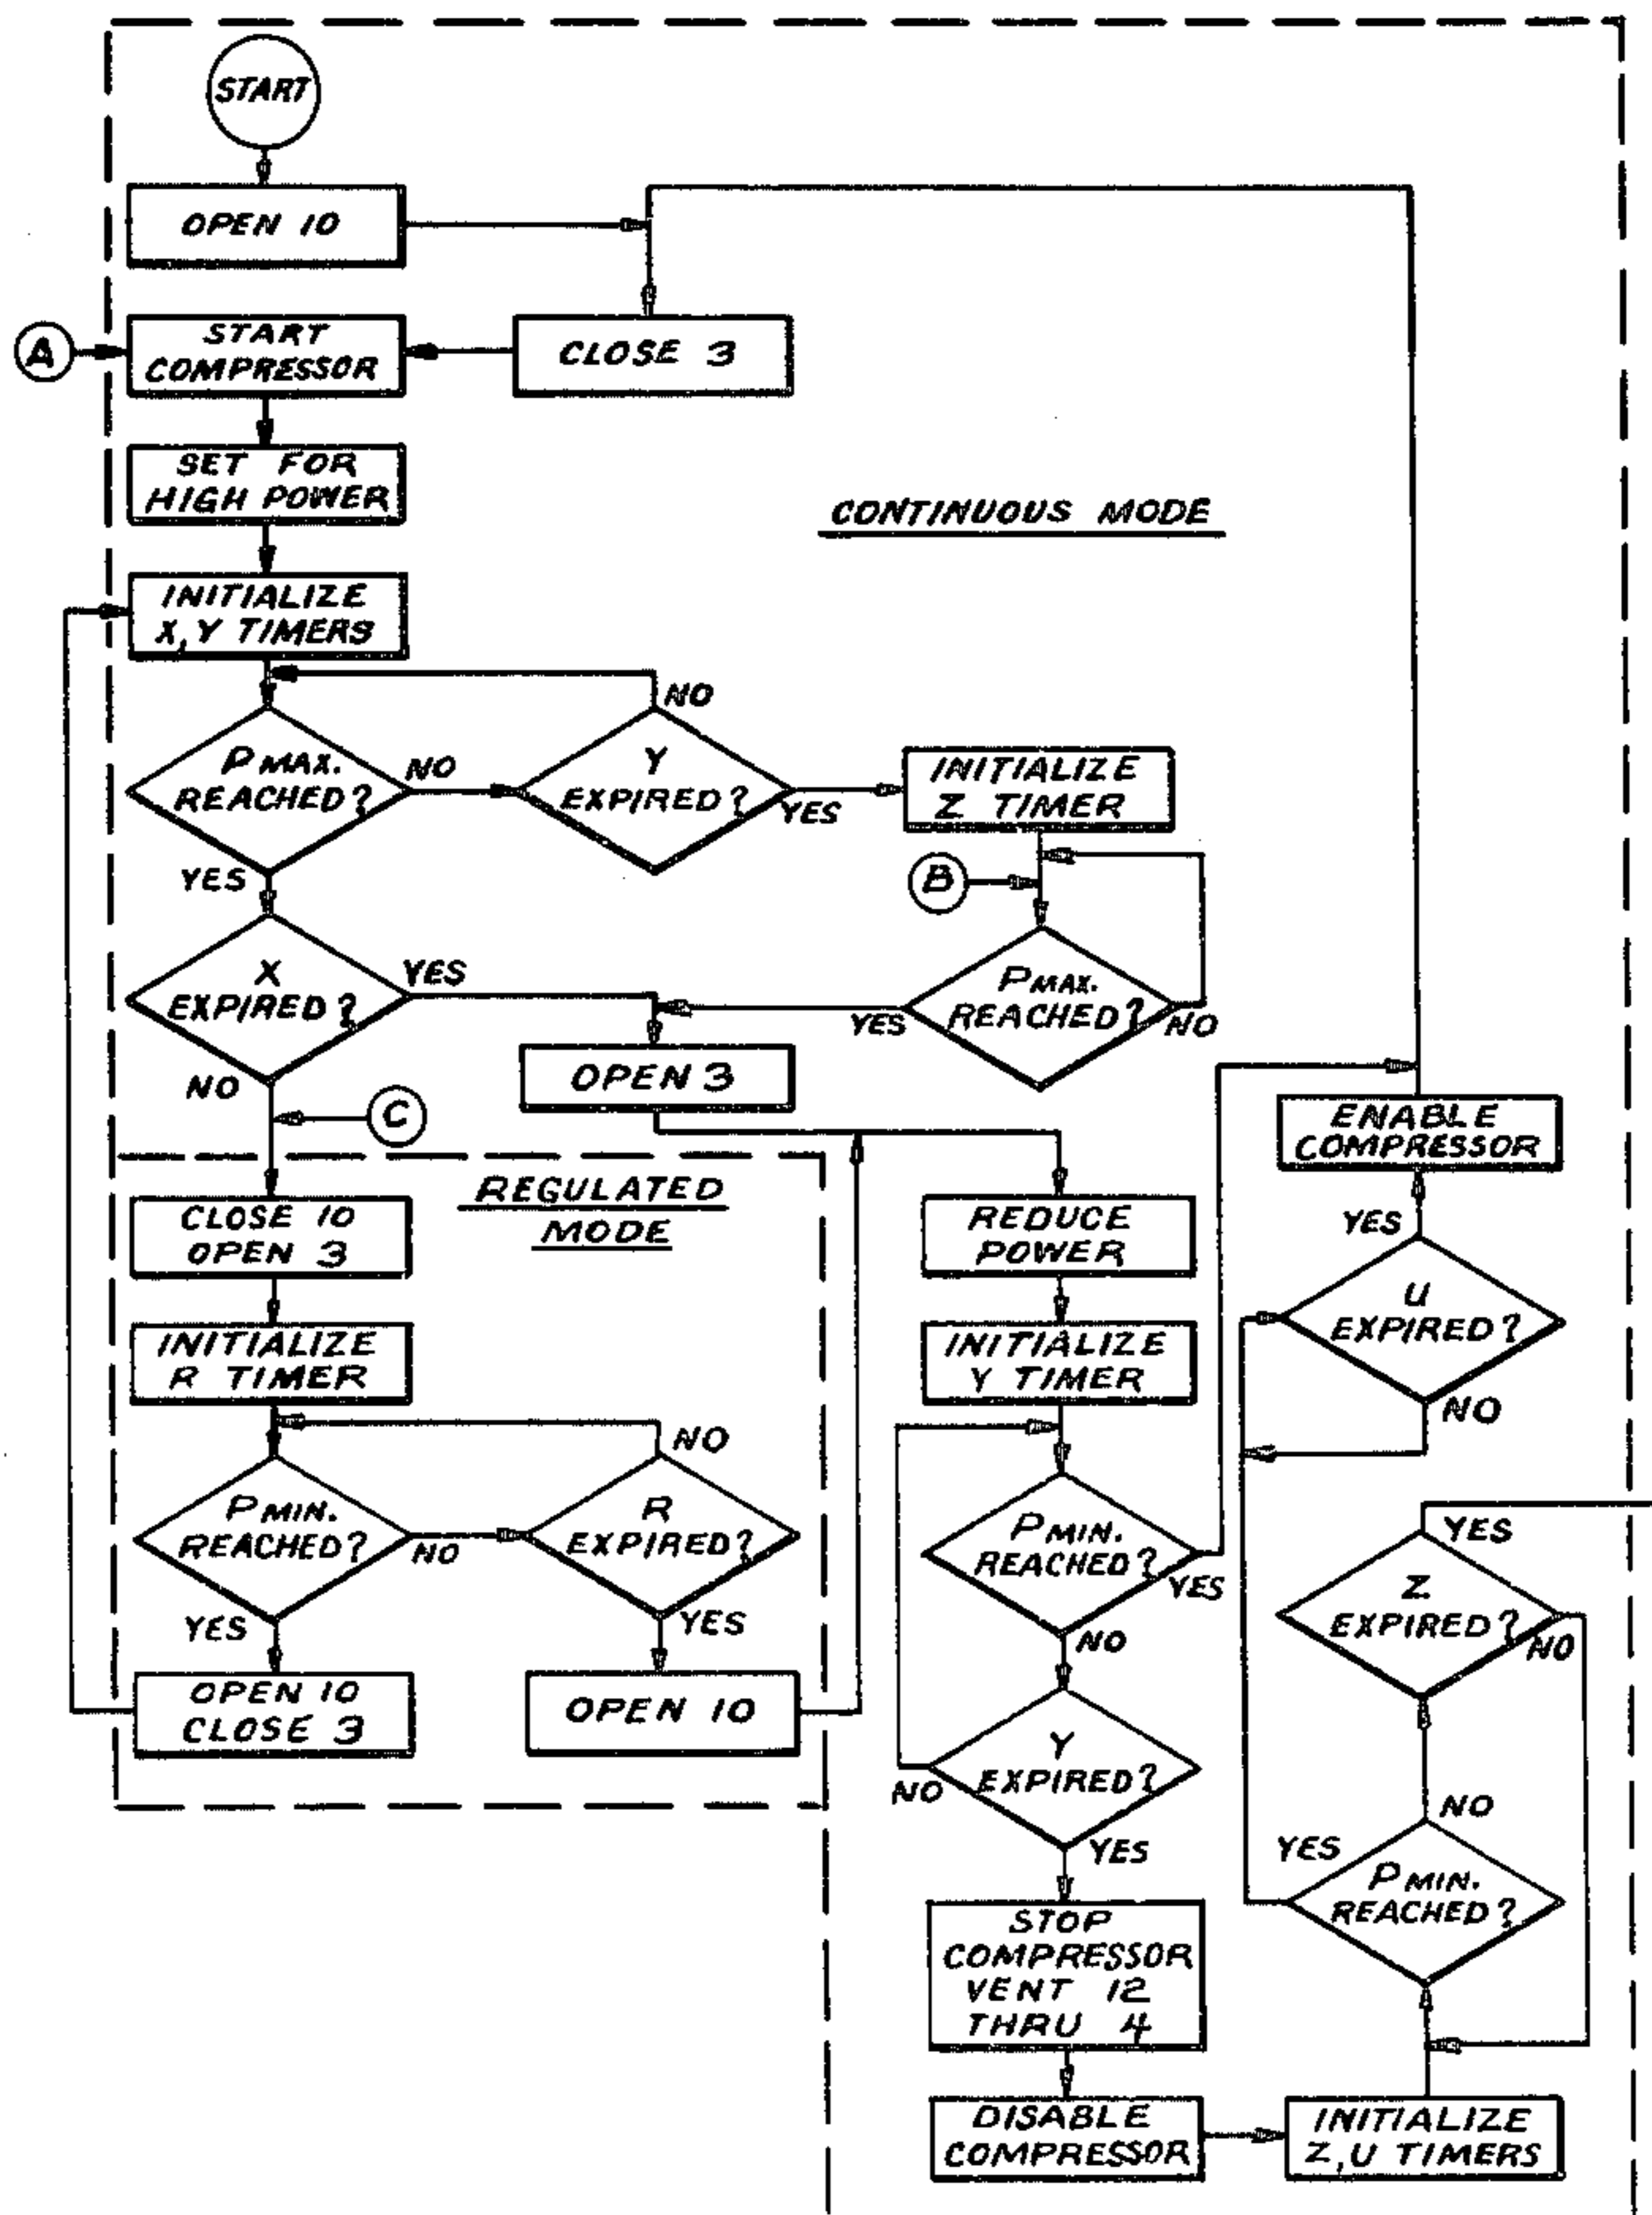 START
OPEN 10
A
START
COMPRESSOR
CLOSE 3
SET FOR
HIGH POWER
CONTINUOUS MODE
INITIALIZE
X, Y TIMERS
P MAX.
REACHED?
NO
YES
Y
EXPIRED?
NO
YES
INITIALIZE
Z TIMER
B
X
EXPIRED?
YES
NO
PMAX.
REACHED?
YES
NO
OPEN 3
C
ENABLE
COMPRESSOR
REGULATED
MODE
CLOSE 10
OPEN 3
REDUCE
POWER
YES
U
EXPIRED?
NO
INITIALIZE
R TIMER
INITIALIZE
Y TIMER
P MIN.
REACHED?
NO
YES
NO
R
EXPIRED?
YES
P MIN.
REACHED?
YES
NO
YES
Z
EXPIRED?
NO
OPEN 10
CLOSE 3
OPEN 10
Y
EXPIRED?
NO
YES
NO
YES
P MIN.
REACHED?
STOP
COMPRESSOR
VENT 12
THRU 4
DISABLE
COMPRESSOR
INITIALIZE
Z, U TIMERS